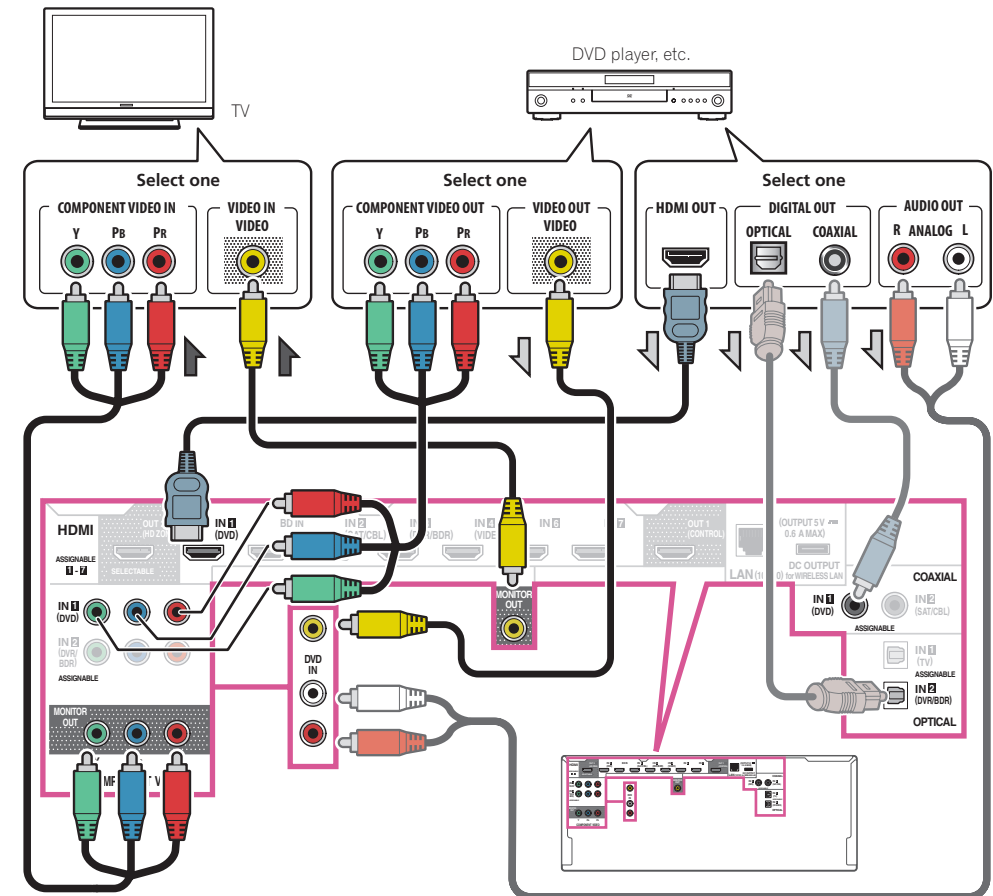 DVD player, etc.
TV
Select one
COMPONENT VIDEO IN
Y PB PR
VIDEO IN
VIDEO
Select one
COMPONENT VIDEO OUT
Y PB PR
VIDEO OUT
VIDEO
Select one
HDMI OUT
DIGITAL OUT
OPTICAL COAXIAL
AUDIO OUT
R ANALOG L
HDMI
ASSIGNABLE
1 - 7
OUT
SELECTABLE
IN 1
(DVD)
BD IN
IN 2
(SAT/CBL)
IN 4
IN 5
7
OUT 1
(CONTROL)
(OUTPUT 5 V
0.6 A MAX)
DC OUTPUT
for WIRELESS LAN
COAXIAL
IN 1
(DVD)
IN 2
(SAT/CBL)
ASSIGNABLE
IN 1
(TV)
ASSIGNABLE
IN 2
(DVR/BDR)
OPTICAL
IN 1
(DVD)
IN 2
(DVR/
BDR)
ASSIGNABLE
MONITOR
OUT
DVD
IN
MONITOR
OUT
COMPONENT VIDEO